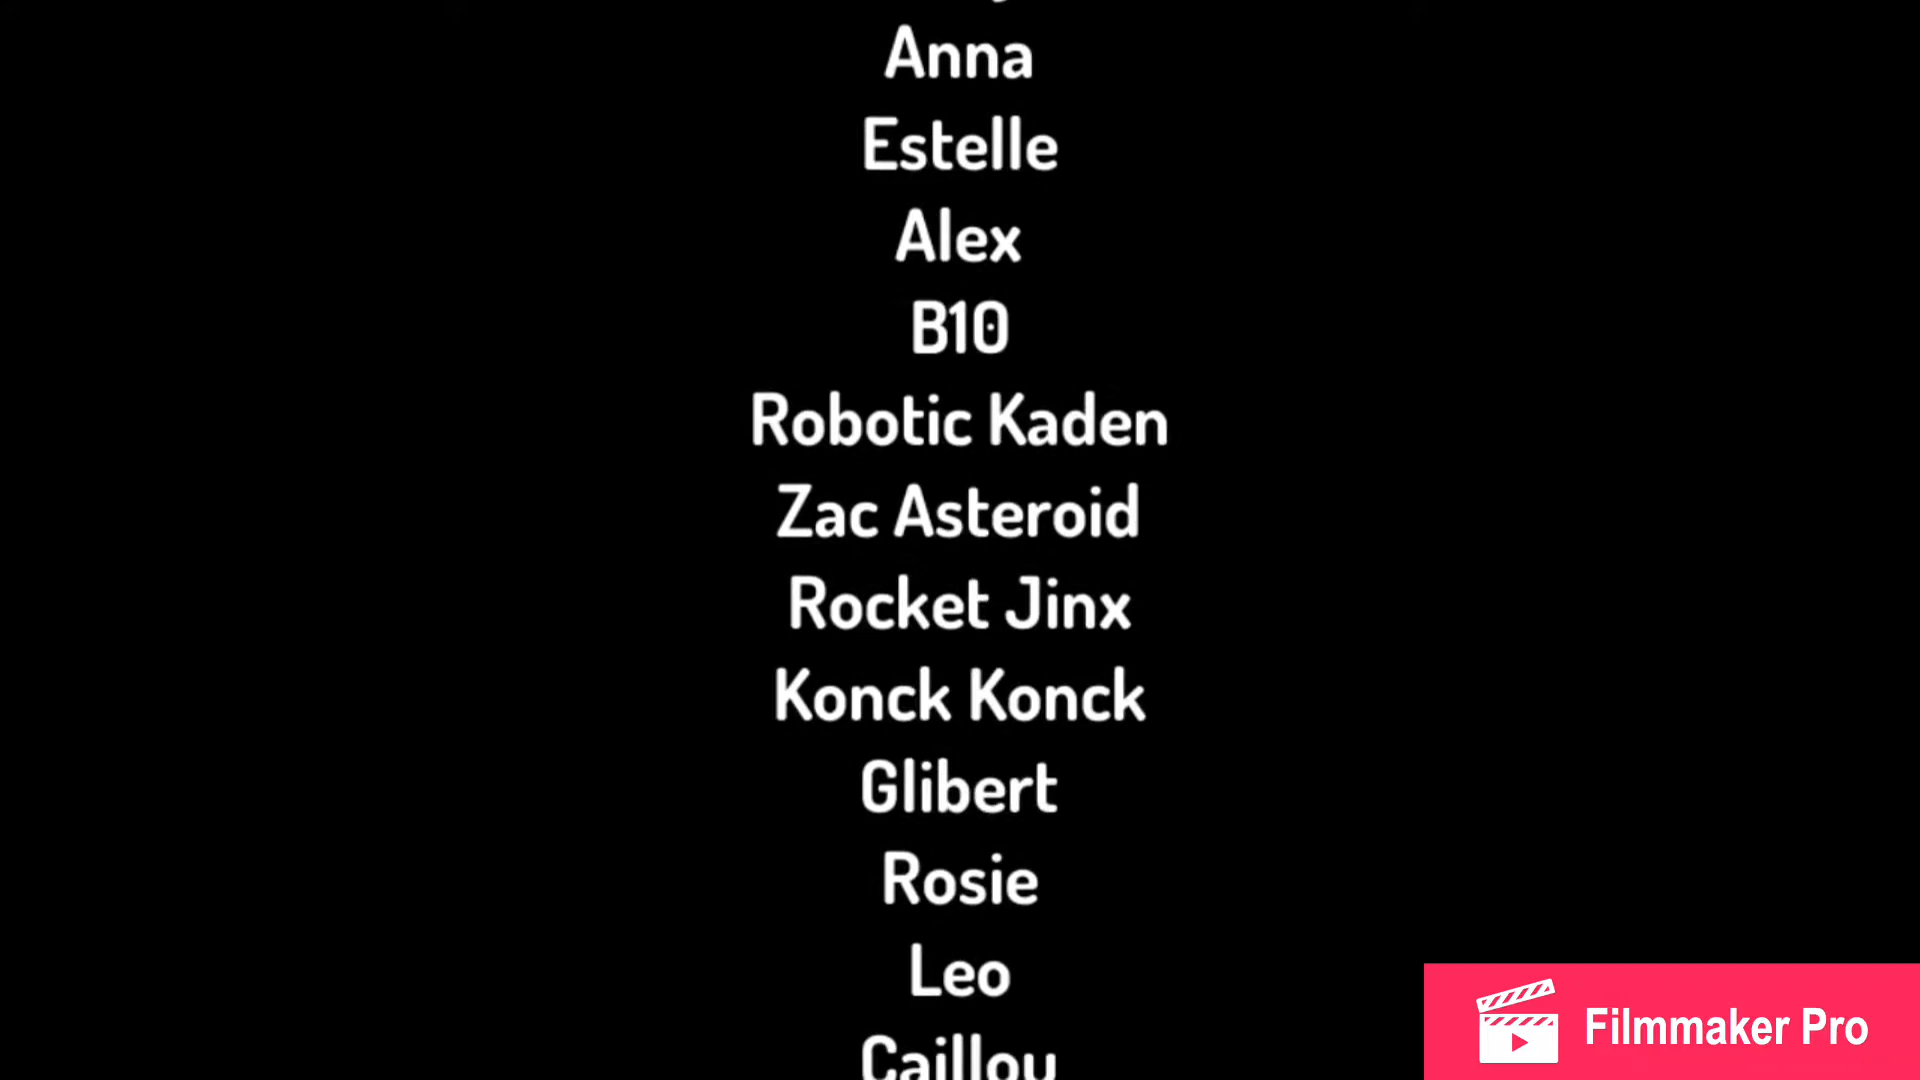 Anna
Estelle
Alex
B10
Robotic Kaden
Zac Asteroid
Rocket Jinx
Konck Konck
Glibert
Rosie
Leo
Caillou
Filmmaker Pro